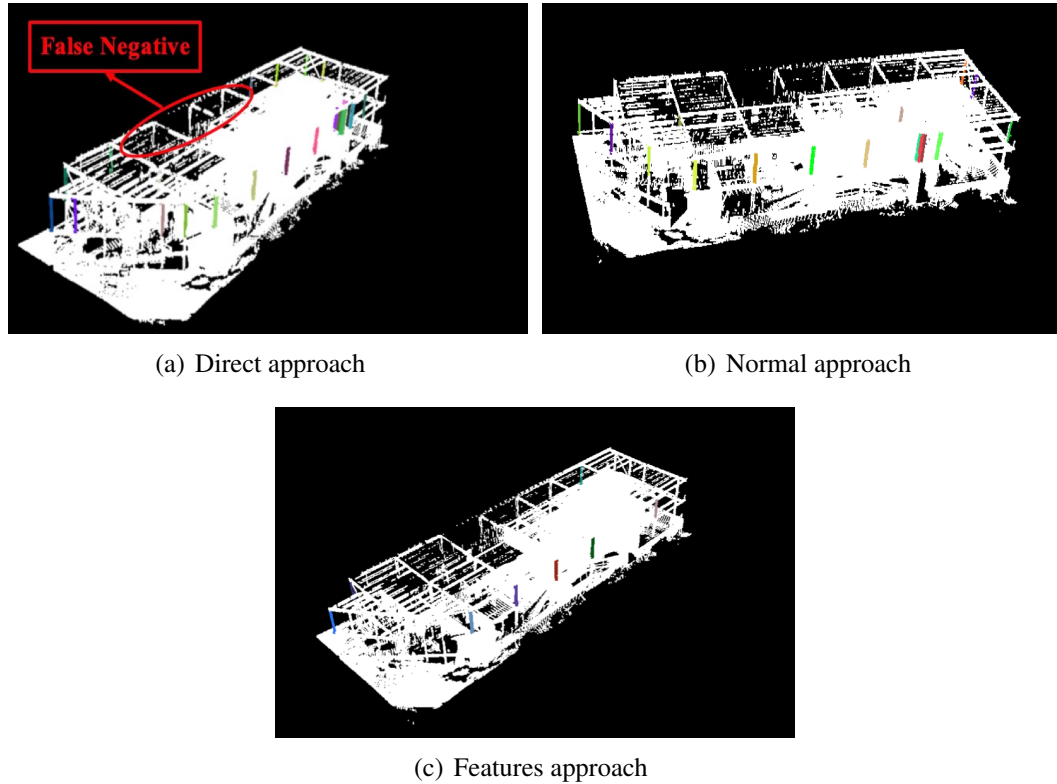 False Negative
(a) Direct approach
(b) Normal approach
(c) Features approach